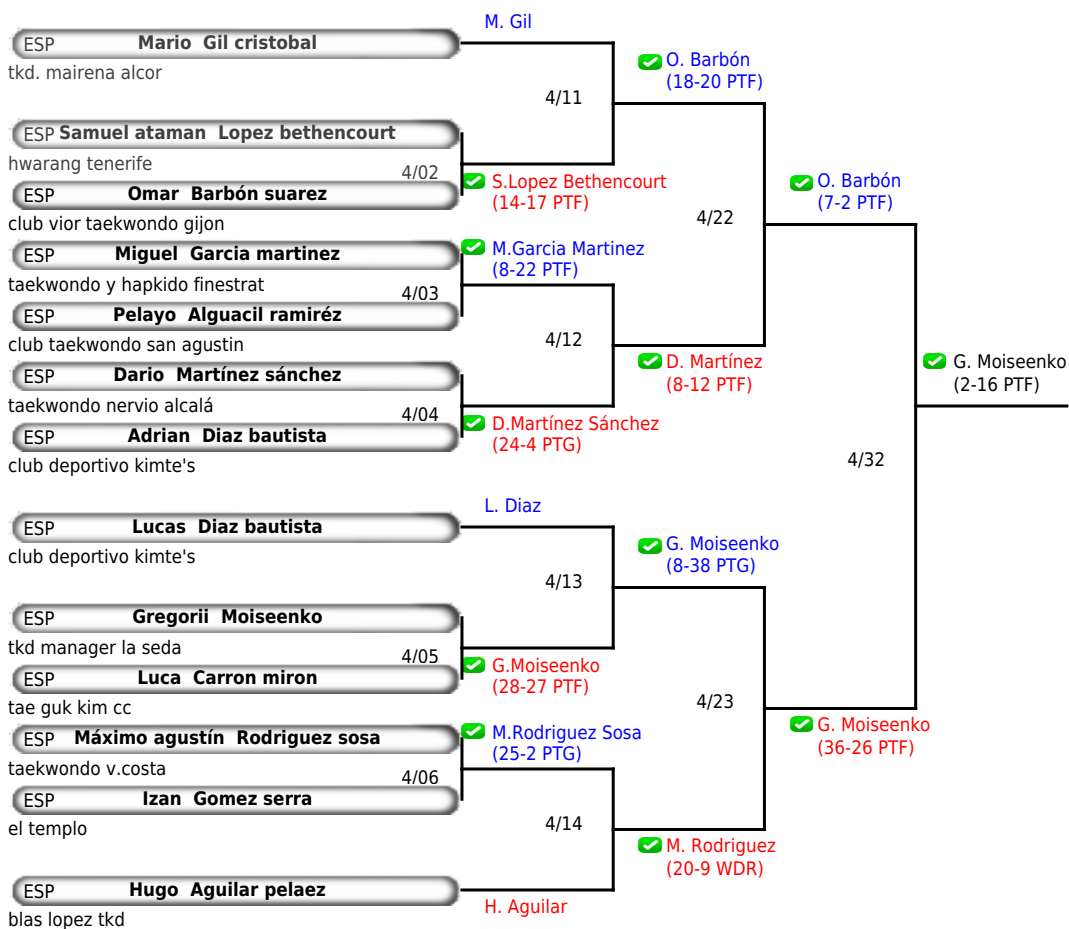 M. Gil
ESP Mario Gil cristobal
tkd. mairena alcor
O. Barbón
(18-20 PTF)
4/11
ESP Samuel ataman Lopez bethencourt
hwarang tenerife
4/02
S.Lopez Bethencourt
(14-17 PTF)
O. Barbón
(7-2 PTF)
ESP Omar Barbón suarez
club vior taekwondo gijon
4/22
ESP Miguel Garcia martinez
M.Garcia Martinez
(8-22 PTF)
taekwondo y hapkido finestrat
4/03
ESP Pelayo Alguacil ramiréz
club taekwondo san agustin
4/12
D. Martínez
(8-12 PTF)
G. Moiseenko
(2-16 PTF)
ESP Dario Martínez sánchez
taekwondo nervio alcalá
4/04
D.Martínez Sánchez
(24-4 PTG)
ESP Adrian Diaz bautista
club deportivo kimte's
4/32
L. Diaz
ESP Lucas Diaz bautista
club deportivo kimte's
G. Moiseenko
(8-38 PTG)
4/13
ESP Gregorii Moiseenko
tkd manager la seda
4/05
G.Moiseenko
(28-27 PTF)
ESP Luca Carron miron
tae guk kim cc
4/23
G. Moiseenko
(36-26 PTF)
ESP Máximo agustín Rodriguez sosa
M.Rodriguez Sosa
(25-2 PTG)
taekwondo v.costa
4/06
ESP Izan Gomez serra
el templo
4/14
M. Rodriguez
(20-9 WDR)
ESP Hugo Aguilar pelaez
H. Aguilar
blas lopez tkd